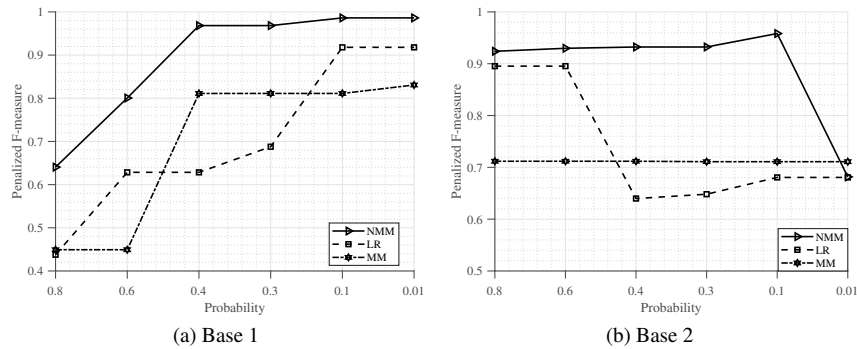 1
0.9
0.8
0.7
0.6
0.5
0.4
Penalized F-measure
0.8 0.6 0.4 0.3 0.1 0.01
Probability
NMM
LR
MM
(a) Base 1
1
0.9
0.8
0.7
0.6
0.5
Penalized F-measure
0.8 0.6 0.4 0.3 0.1 0.01
Probability
NMM
LR
MM
(b) Base 2